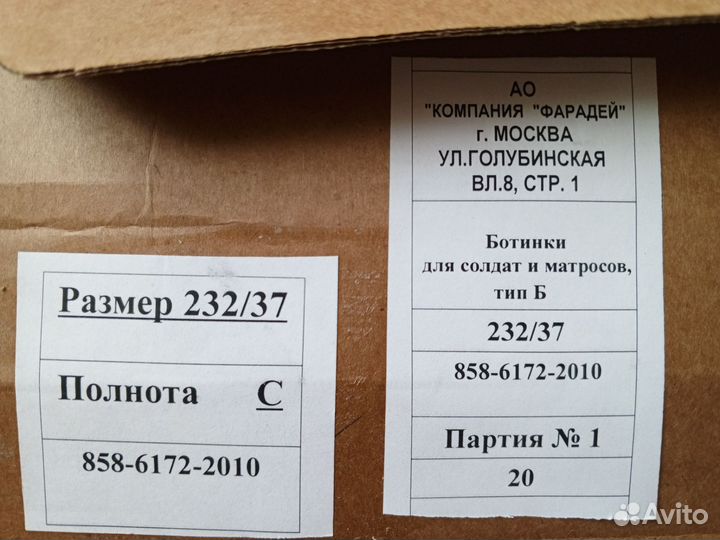 Размер 232/37
Полнота С
858-6172-2010
АО
"КОМПАНИЯ "ФАРАДЕЙ"
г. МОСКВА
УЛ.ГОЛУБИНСКАЯ
ВЛ.8, СТР. 1
Ботинки
для солдат и матросов,
тип Б
232/37
858-6172-2010
Партия № 1
20
Avito